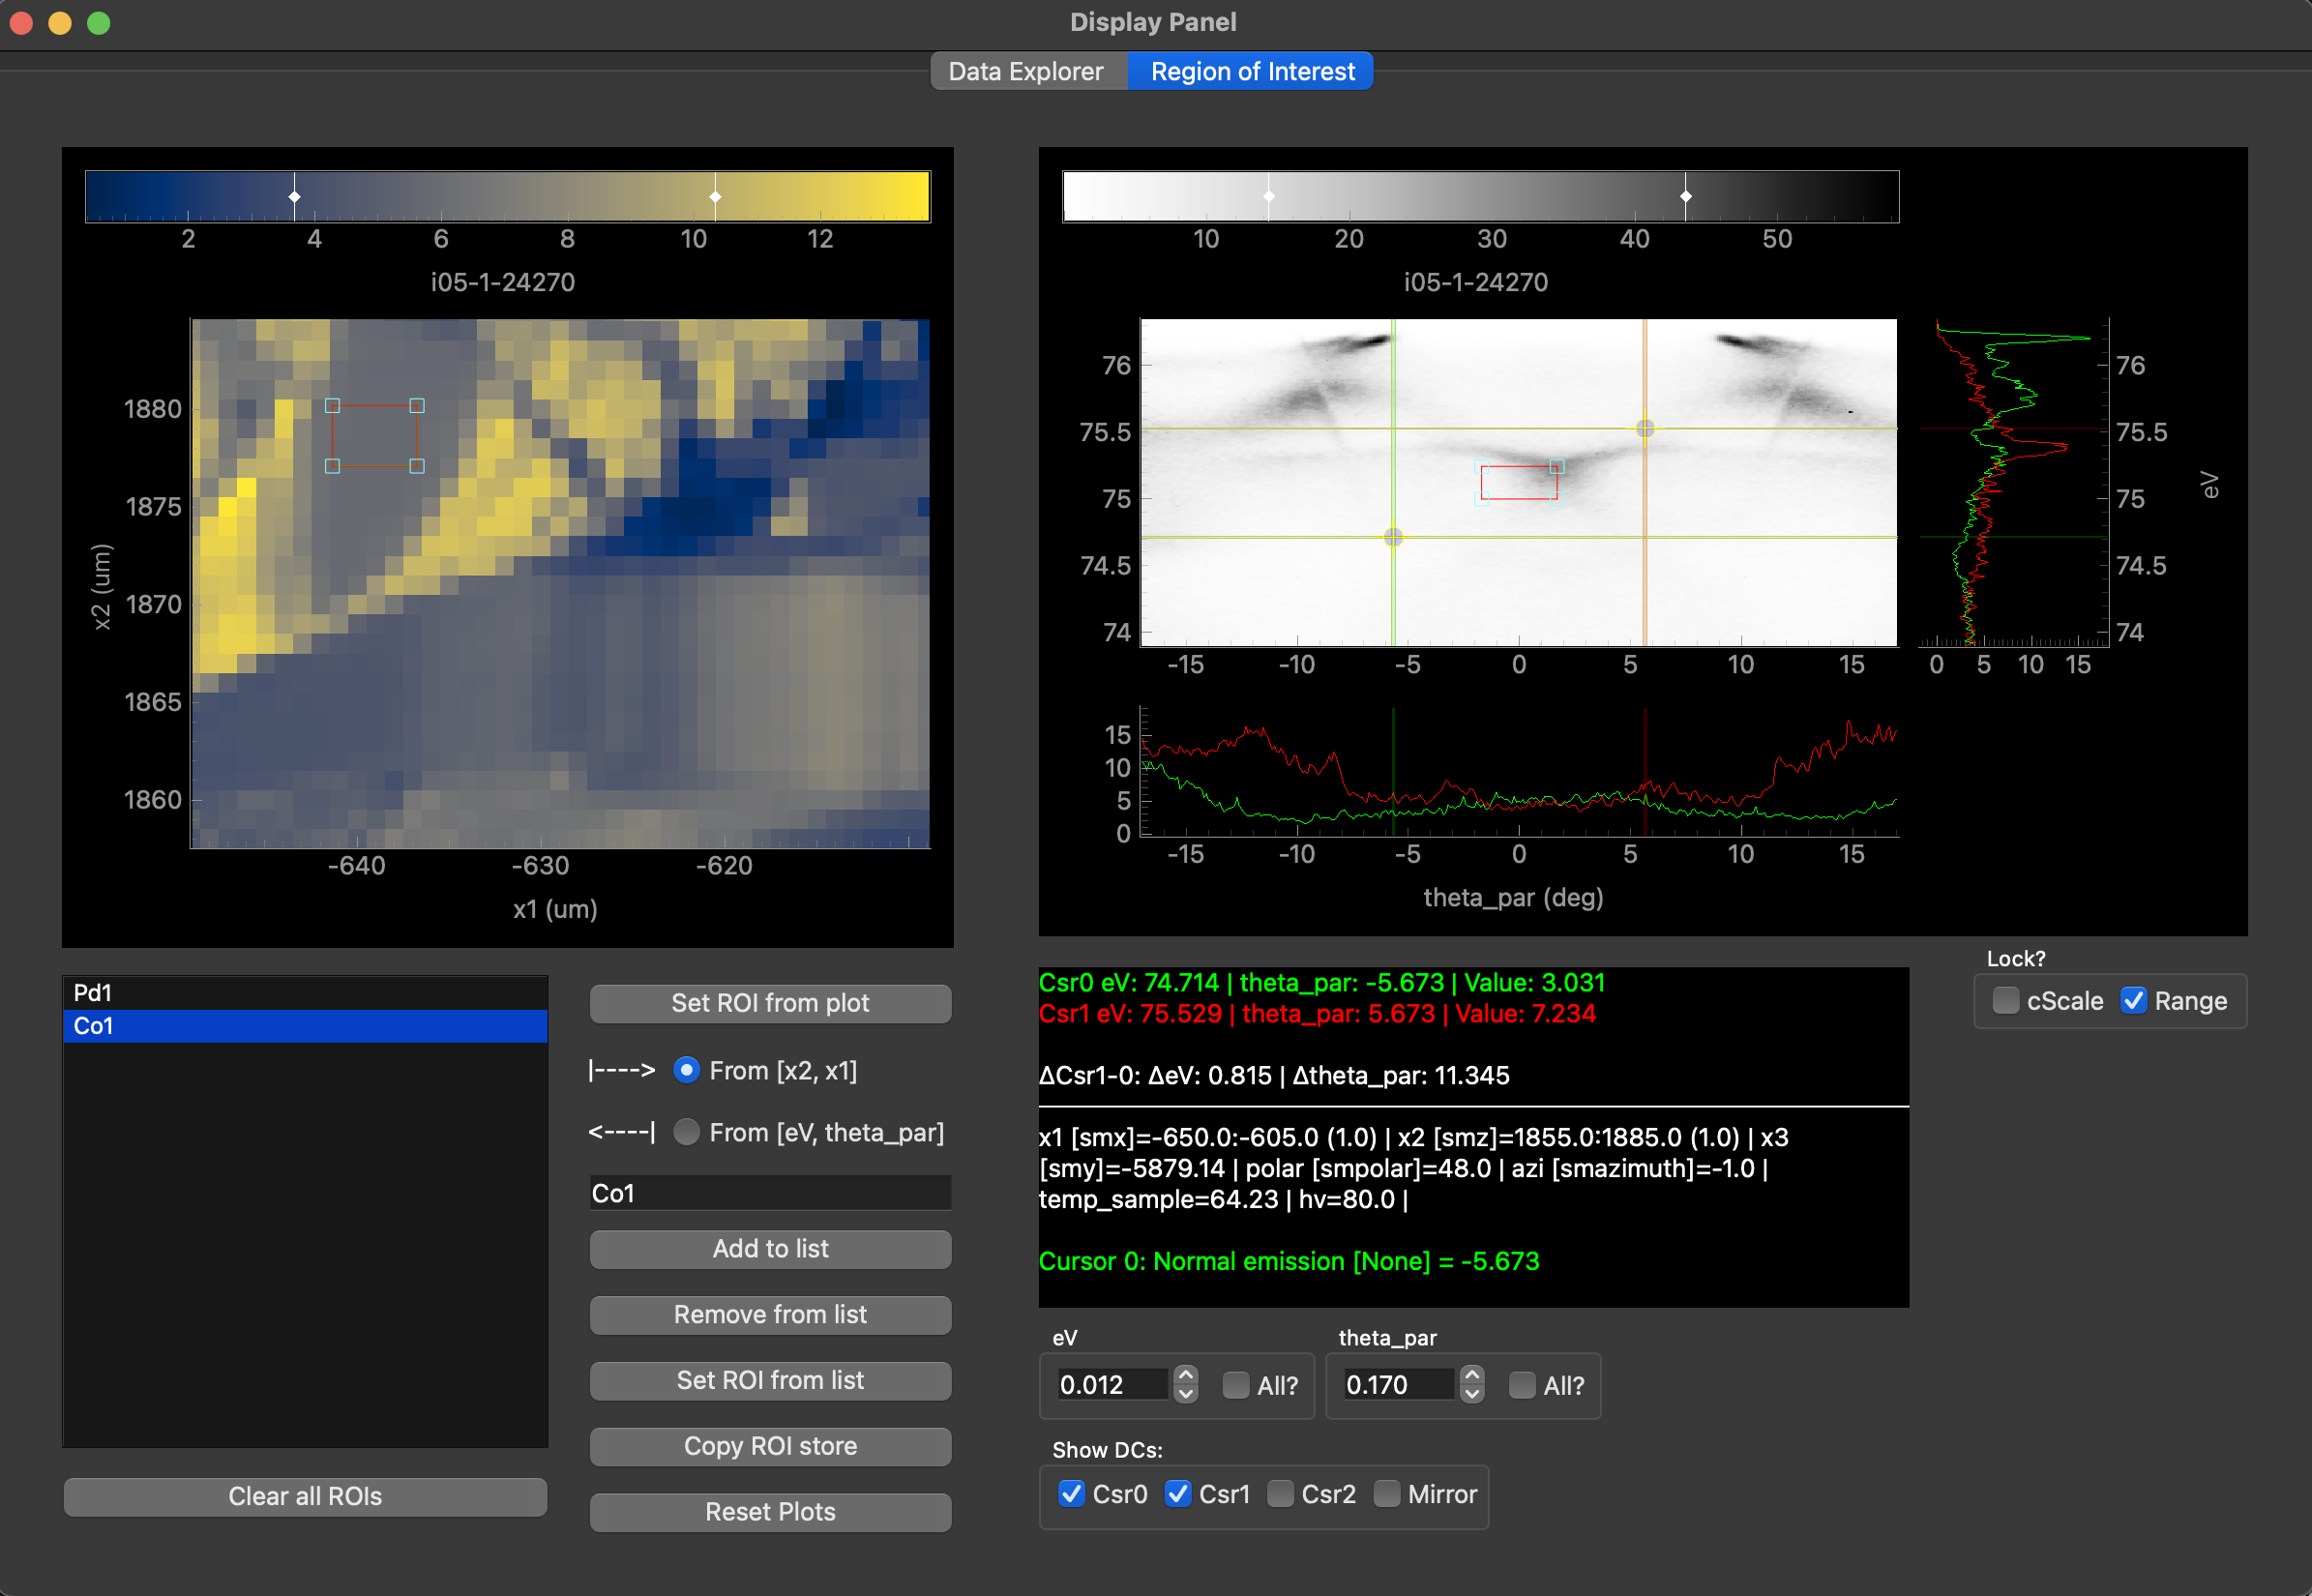 Display Panel
Data Explorer Region of Interest
2 4 6 8 10 12
i05-1-24270
x2 (um)
1880
1875
1870
1865
1860
-640 -630 -620
x1 (um)
10 20 30 40 50
i05-1-24270
76
75.5
75
74.5
74
-15 -10 -5 0 5 10 15
76
75.5
75
74.5
74
eV
0 5 10 15
15
10
5
0
-15 -10 -5 0 5 10 15
theta_par (deg)
Pd1
Co1
Clear all ROIs
Set ROI from plot
|----> From [x2, x1]
<----| From [eV, theta_par]
Co1
Add to list
Remove from list
Set ROI from list
Copy ROI store
Reset Plots
Csr0 eV: 74.714 | theta_par: -5.673 | Value: 3.031
Csr1 eV: 75.529 | theta_par: 5.673 | Value: 7.234
ΔCsr1-0: ΔeV: 0.815 | Δtheta_par: 11.345
x1 [smx]=-650.0:-605.0 (1.0) | x2 [smz]=1855.0:1885.0 (1.0) | x3
[smy]=-5879.14 | polar [smpolar]=48.0 | azi [smazimuth]=-1.0 |
temp_sample=64.23 | hv=80.0 |
Cursor 0: Normal emission [None] = -5.673
Lock?
cScale Range
eV theta_par
0.012 All? 0.170 All?
Show DCs:
Csr0 Csr1 Csr2 Mirror